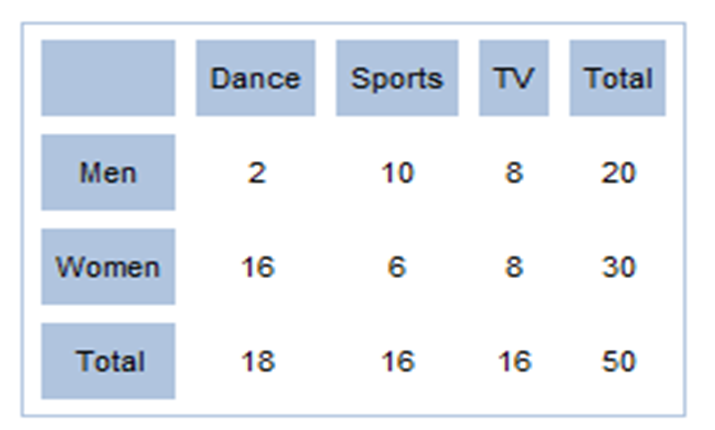 Dance Sports TV Total
Men 2 10 8 20
Women 16 6 8 30
Total 18 16 16 50